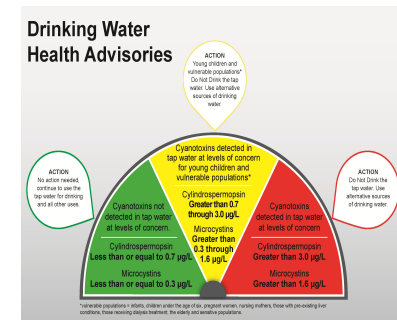 Drinking Water
Health Advisories
ACTION
Young children and
vulnerable populations*
Do Not Drink the tap
water. Use alternative
sources of drinking
water.
ACTION
No action needed,
continue to use the
tap water for drinking
and all other uses.
Cyanotoxins not
detected in tap water
at levels of concern
Cylindrospermopsin
Less than or equal to 0.7 µg/L
Microcystins
Less than or equal to 0.3 µg/L
Cyanotoxins detected in
tap water at levels of concern
for young children and
vulnerable populations*
Cylindrospermopsin
Greater than 0.7
through 3.0 µg/L
Microcystins
Greater than
0.3 through
1.6 µg/L
ACTION
Do Not Drink the
tap water. Use
alternative sources
of drinking water.
Cyanotoxins
detected in tap water
at levels of concern
Cylindrospermopsin
Greater than 3.0 µg/L
Microcystins
Greater than 1.6 µg/L
*vulnerable populations = infants, children under the age of six, pregnant women, nursing mothers, those with pre-existing liver
conditions, those receiving dialysis treatment, the elderly and sensitive populations.